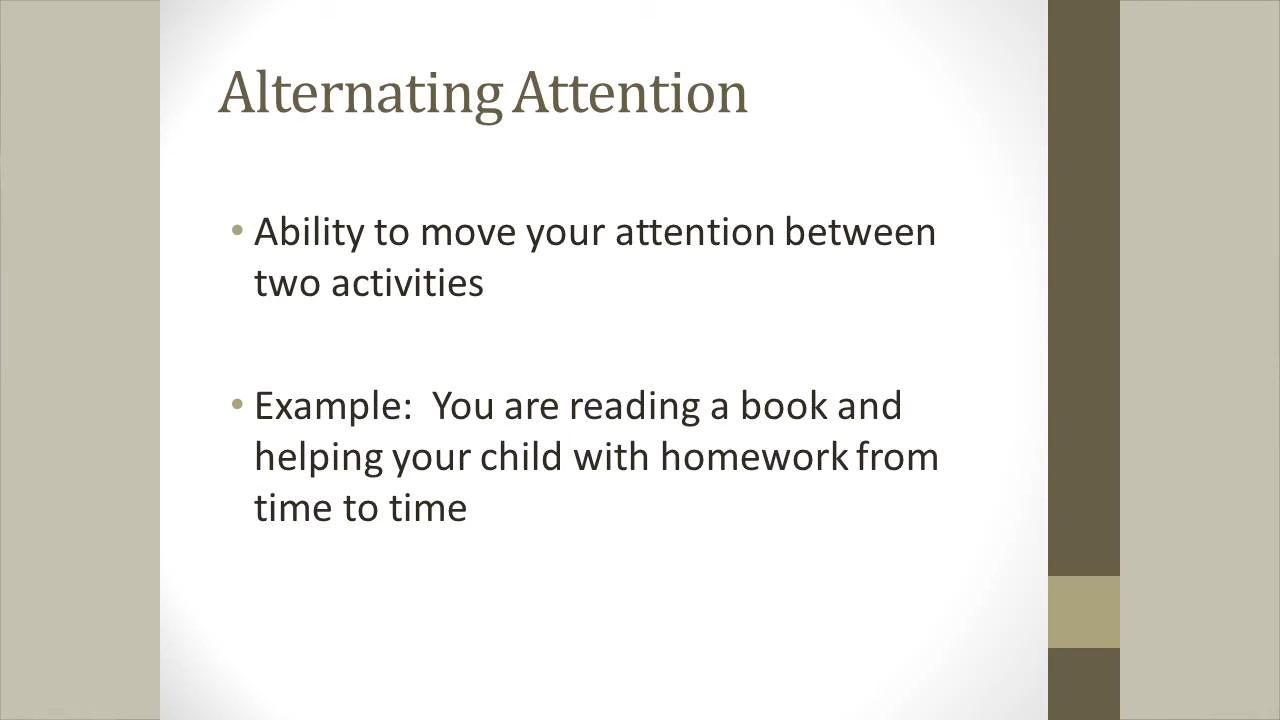 Alternating Attention
• Ability to move your attention between
two activities
• Example:  You are reading a book and
helping your child with homework from
time to time